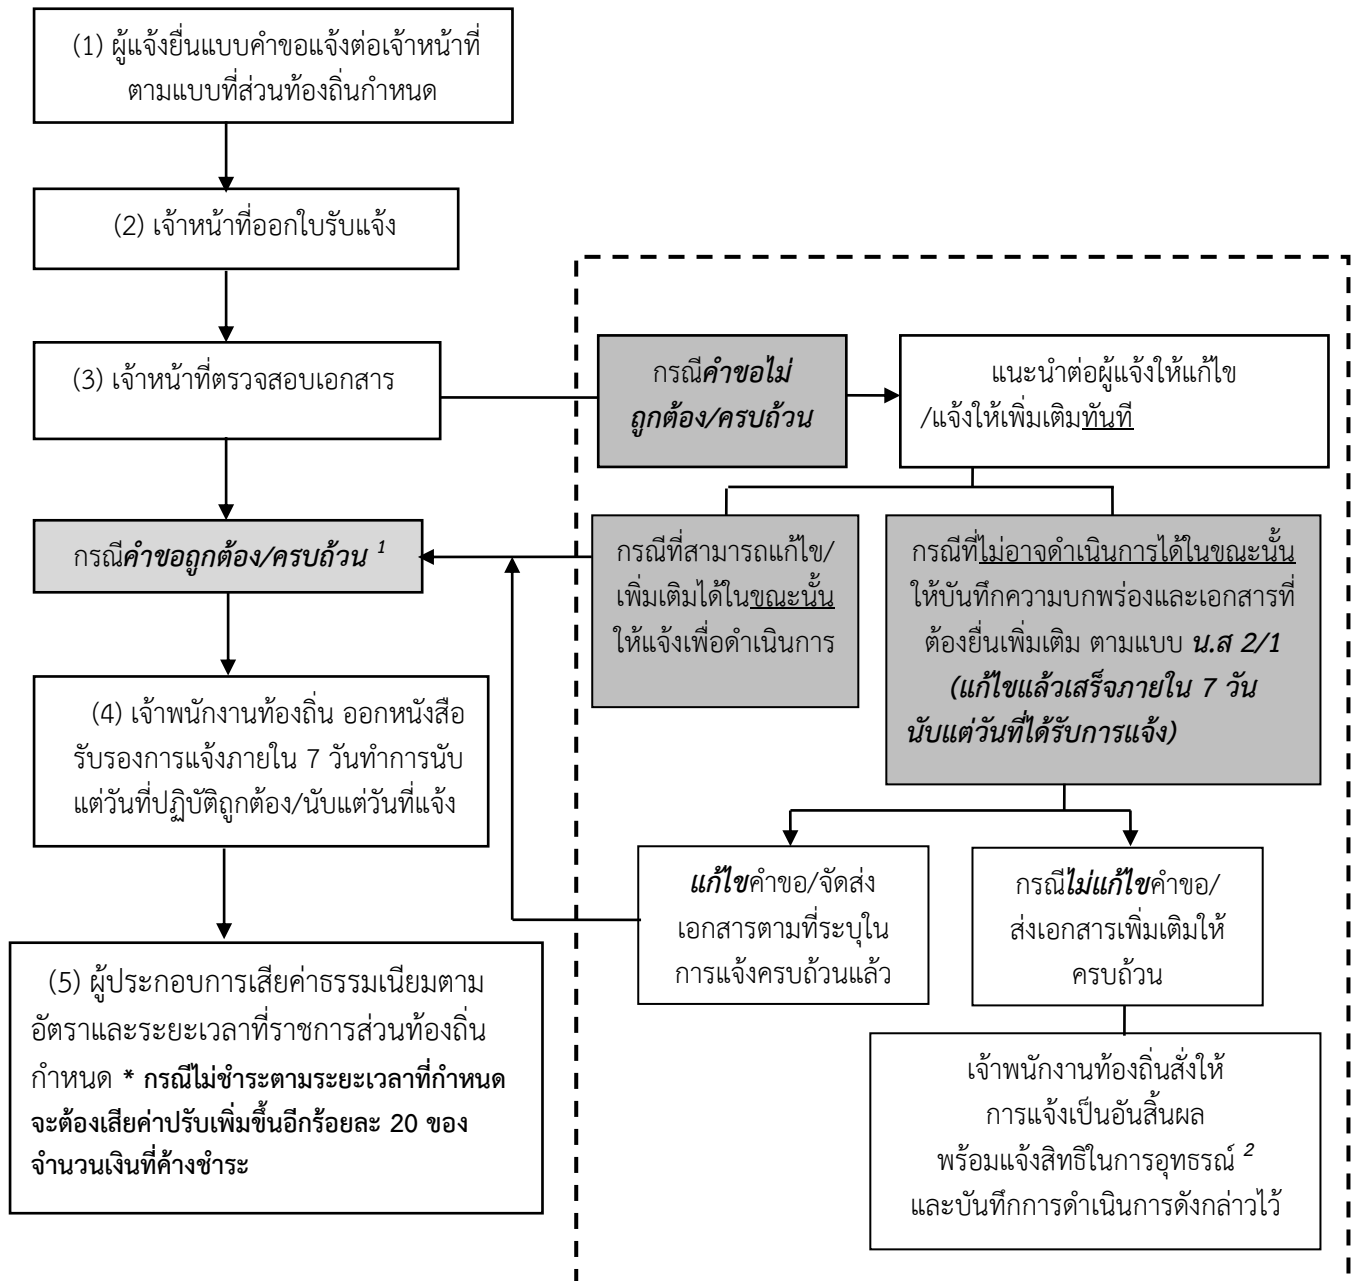 (1) ผู้แจ้งยื่นแบบคำขอแจ้งต่อเจ้าหน้าที่
ตามแบบที่ส่วนท้องถิ่นกำหนด
(2) เจ้าหน้าที่ออกใบรับแจ้ง
(3) เจ้าหน้าที่ตรวจสอบเอกสาร
กรณีคำขอไม่
ถูกต้อง/ครบถ้วน
แนะนำต่อผู้แจ้งให้แก้ไข
/แจ้งให้เพิ่มเติมทันที
กรณีคำขอถูกต้อง/ครบถ้วน 1
กรณีที่สามารถแก้ไข/
เพิ่มเติมได้ในขณะนั้น
ให้แจ้งเพื่อดำเนินการ
กรณีที่ไม่อาจดำเนินการได้ในขณะนั้น
ให้บันทึกความบกพร่องและเอกสารที่
ต้องยื่นเพิ่มเติม ตามแบบ น.ส 2/1
(แก้ไขแล้วเสร็จภายใน 7 วัน
นับแต่วันที่ได้รับการแจ้ง)
(4) เจ้าพนักงานท้องถิ่น ออกหนังสือ
รับรองการแจ้งภายใน 7 วันทำการนับ
แต่วันที่ปฏิบัติถูกต้อง/นับแต่วันที่แจ้ง
แก้ไขคำขอ/จัดส่ง
เอกสารตามที่ระบุใน
การแจ้งครบถ้วนแล้ว
กรณีไม่แก้ไขคำขอ/
ส่งเอกสารเพิ่มเติมให้
ครบถ้วน
(5) ผู้ประกอบการเสียค่าธรรมเนียมตาม
อัตราและระยะเวลาที่ราชการส่วนท้องถิ่น
กำหนด * กรณีไม่ชำระตามระยะเวลาที่กำหนด
จะต้องเสียค่าปรับเพิ่มขึ้นอีกร้อยละ 20 ของ
จำนวนเงินที่ค้างชำระ
เจ้าพนักงานท้องถิ่นสั่งให้
การแจ้งเป็นอันสิ้นผล
พร้อมแจ้งสิทธิในการอุทธรณ์ 2
และบันทึกการดำเนินการดังกล่าวไว้